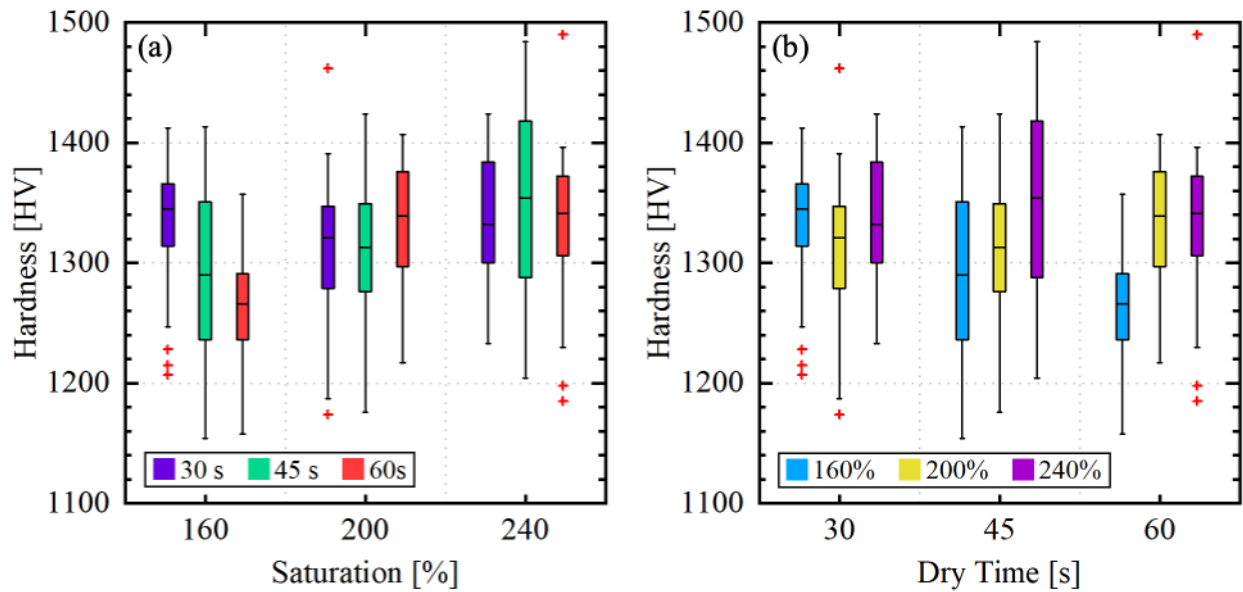 (a)
Hardness [HV]
1500
1400
1300
1200
1100
30 s 45 s 60s
160 200 240
Saturation [%]
(b)
Hardness [HV]
1500
1400
1300
1200
1100
160% 200% 240%
30 45 60
Dry Time [s]